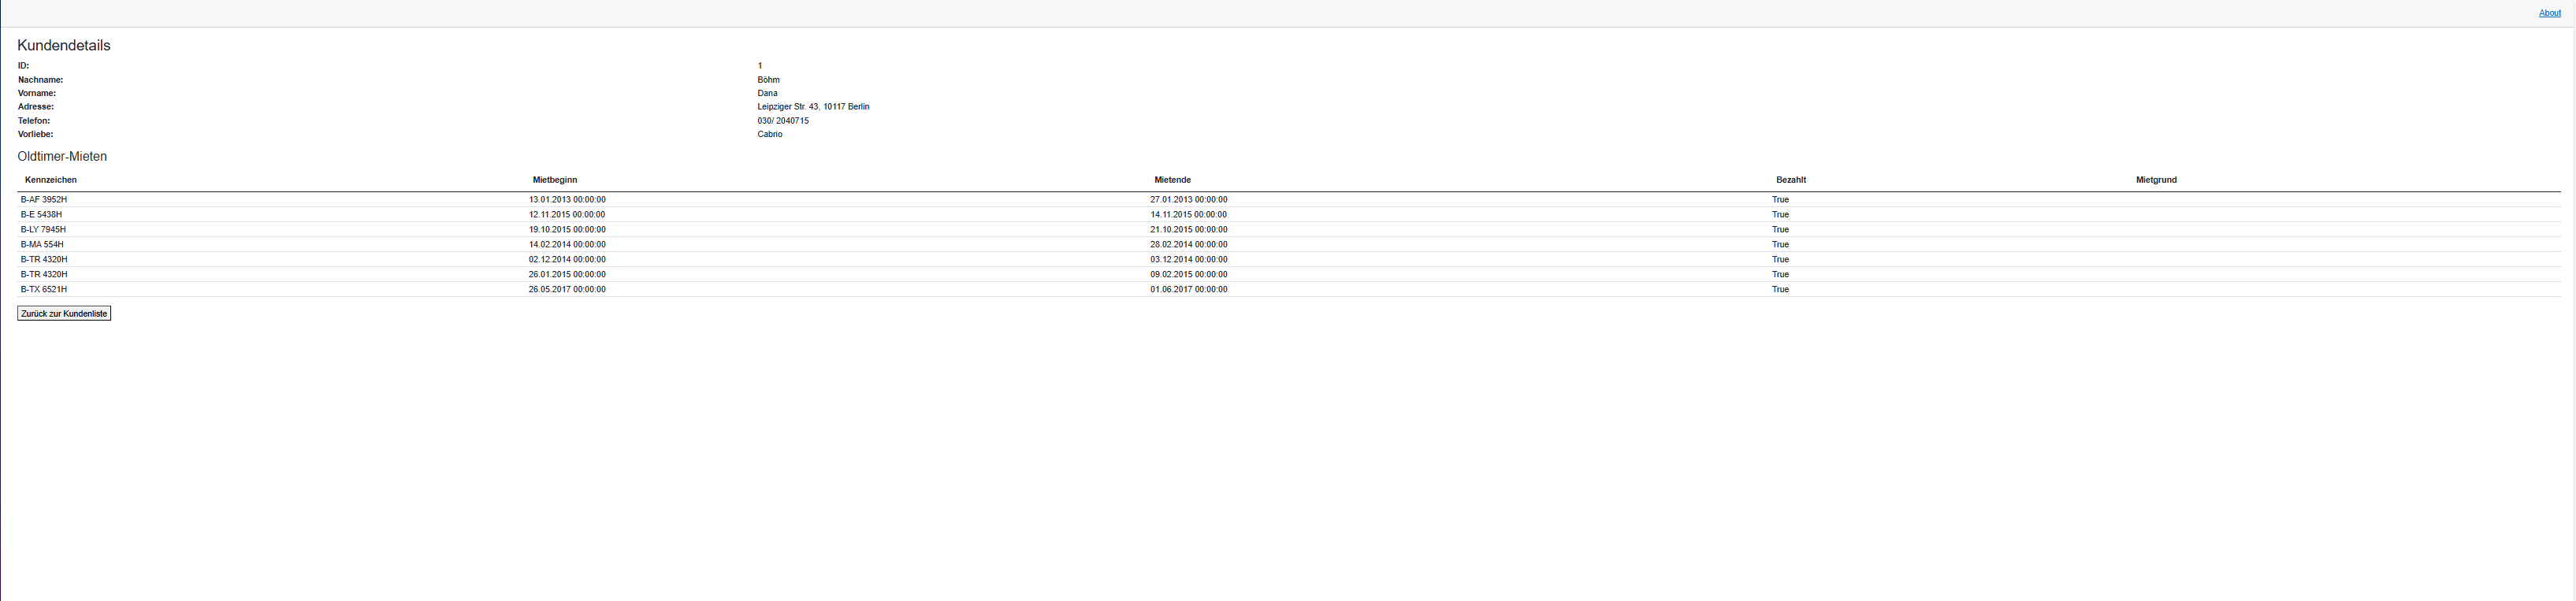 About
Kundendetails
ID: 1
Nachname: Böhm
Vorname: Dana
Adresse: Leipziger Str. 43, 10117 Berlin
Telefon: 030/ 2040715
Vorliebe: Cabrio
Oldtimer-Mieten
Kennzeichen Mietbeginn Mietende Bezahlt Mietgrund
B-AF 3952H 13.01.2013 00:00:00 27.01.2013 00:00:00 True
B-E 5438H 12.11.2015 00:00:00 14.11.2015 00:00:00 True
B-LY 7945H 19.10.2015 00:00:00 21.10.2015 00:00:00 True
B-MA 554H 14.02.2014 00:00:00 28.02.2014 00:00:00 True
B-TR 4320H 02.12.2014 00:00:00 03.12.2014 00:00:00 True
B-TR 4320H 26.01.2015 00:00:00 09.02.2015 00:00:00 True
B-TX 6521H 26.05.2017 00:00:00 01.06.2017 00:00:00 True
Zurück zur Kundenliste